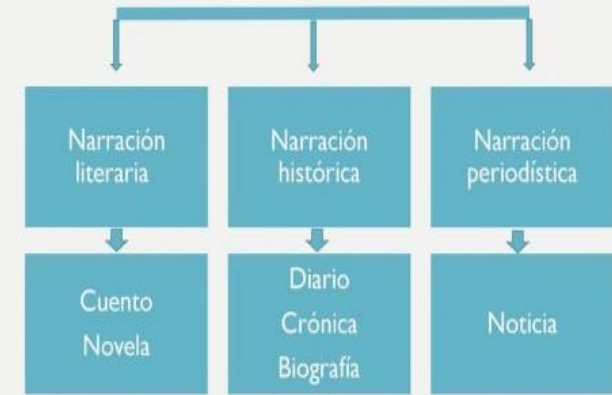 Narración
literaria
Narración
histórica
Narración
periodística
Cuento
Novela
Diario
Crónica
Biografía
Noticia